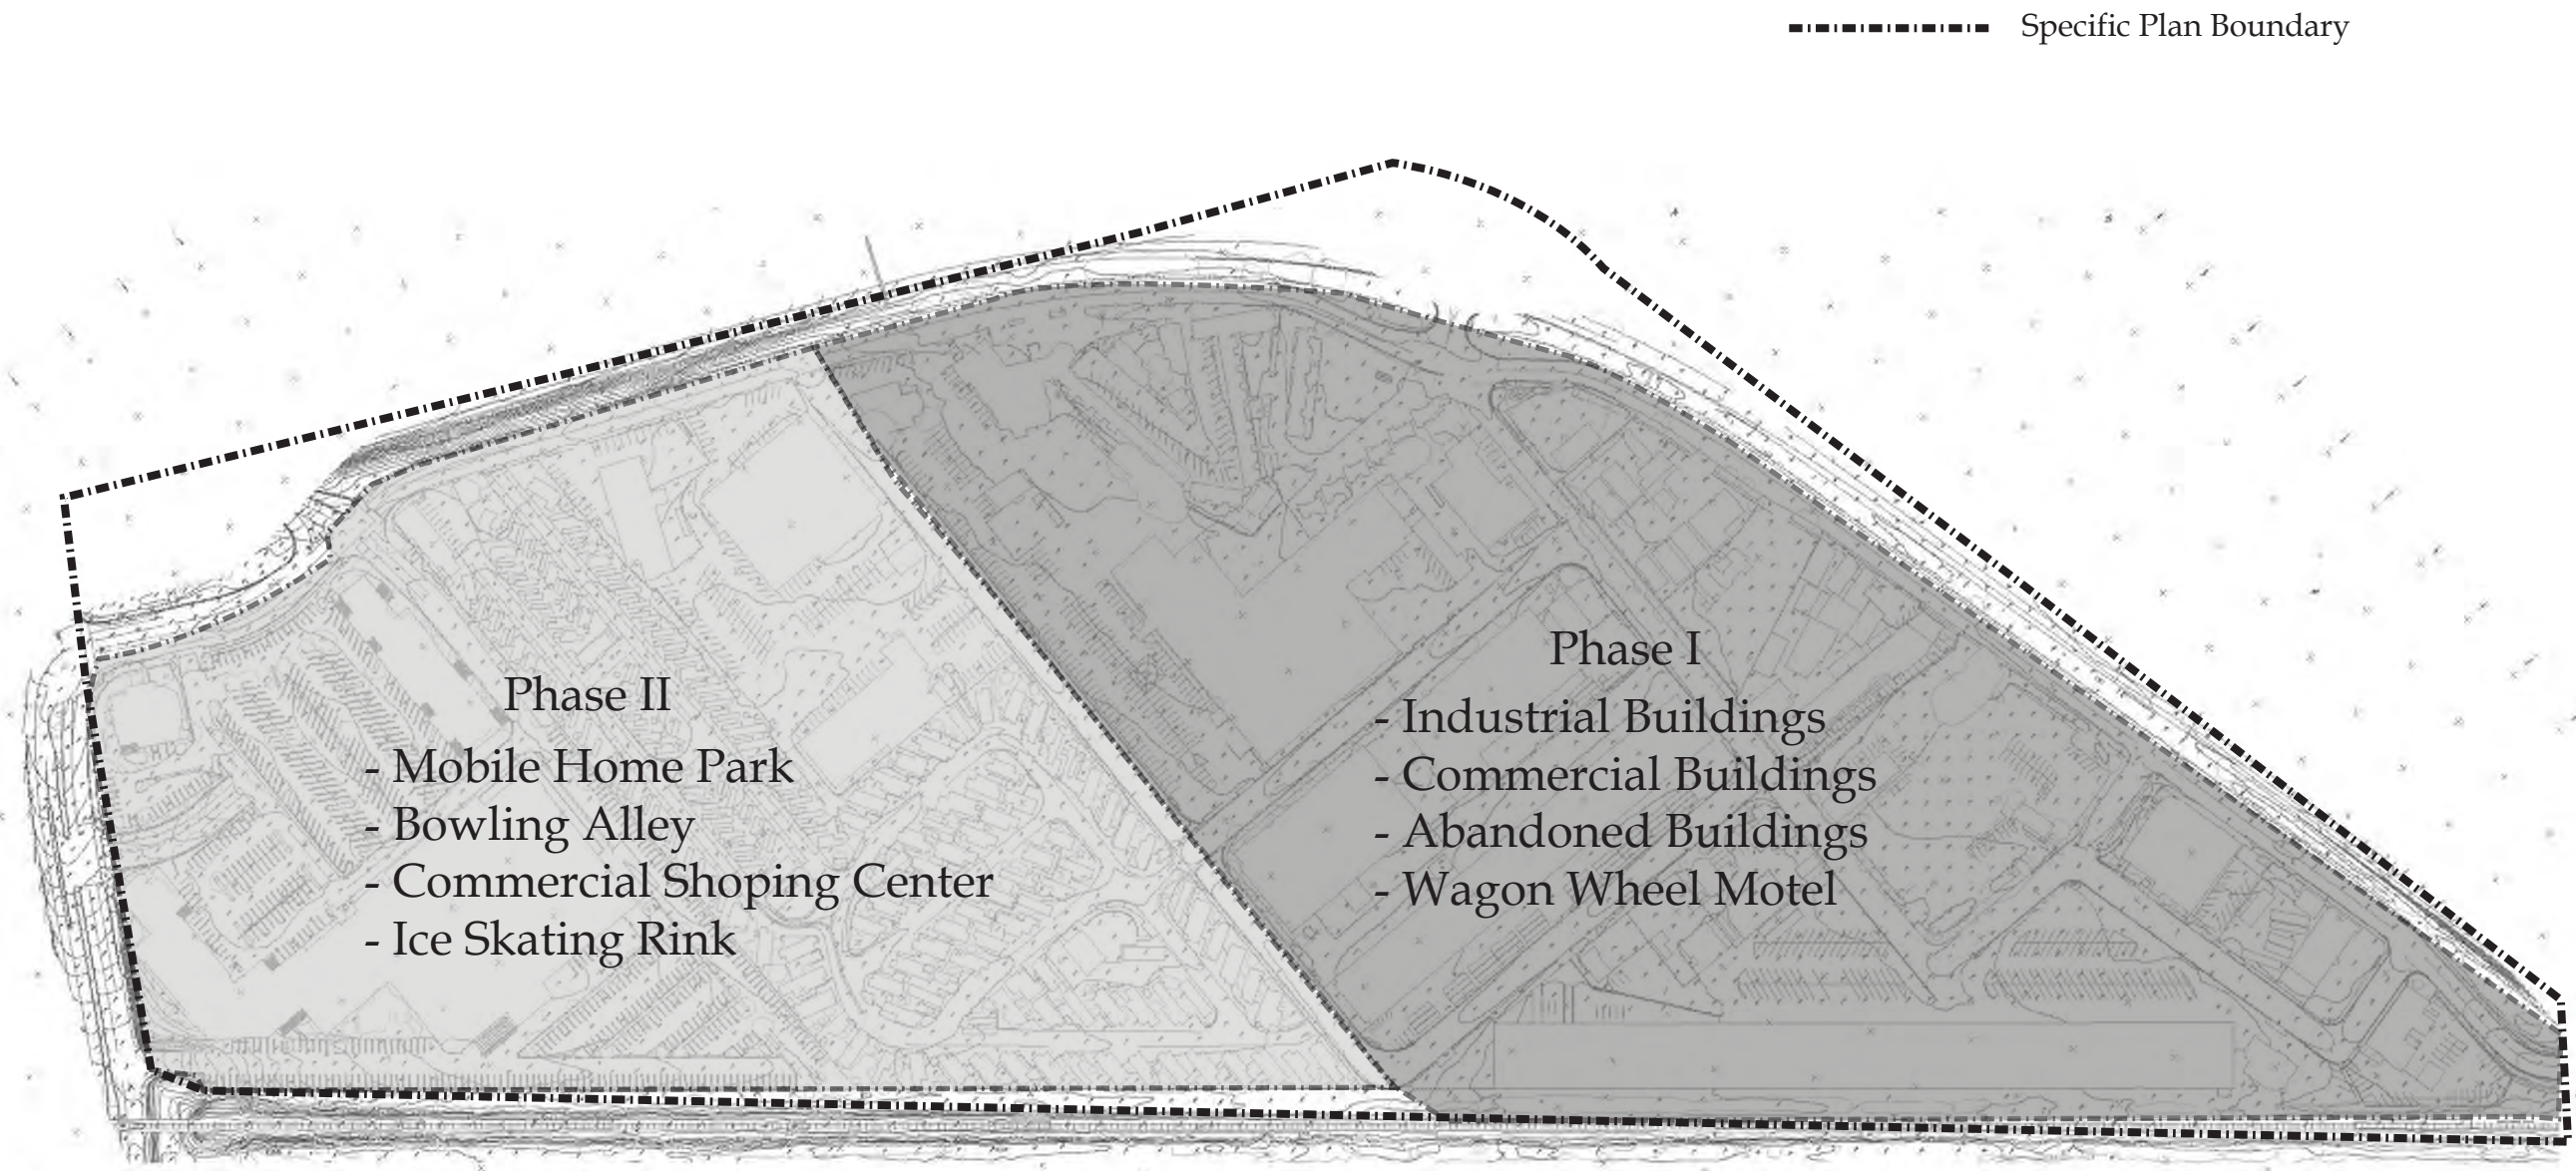 Specific Plan Boundary
Phase I
- Industrial Buildings
- Commercial Buildings
- Abandoned Buildings
- Wagon Wheel Motel
Phase II
- Mobile Home Park
- Bowling Alley
- Commercial Shoping Center
- Ice Skating Rink